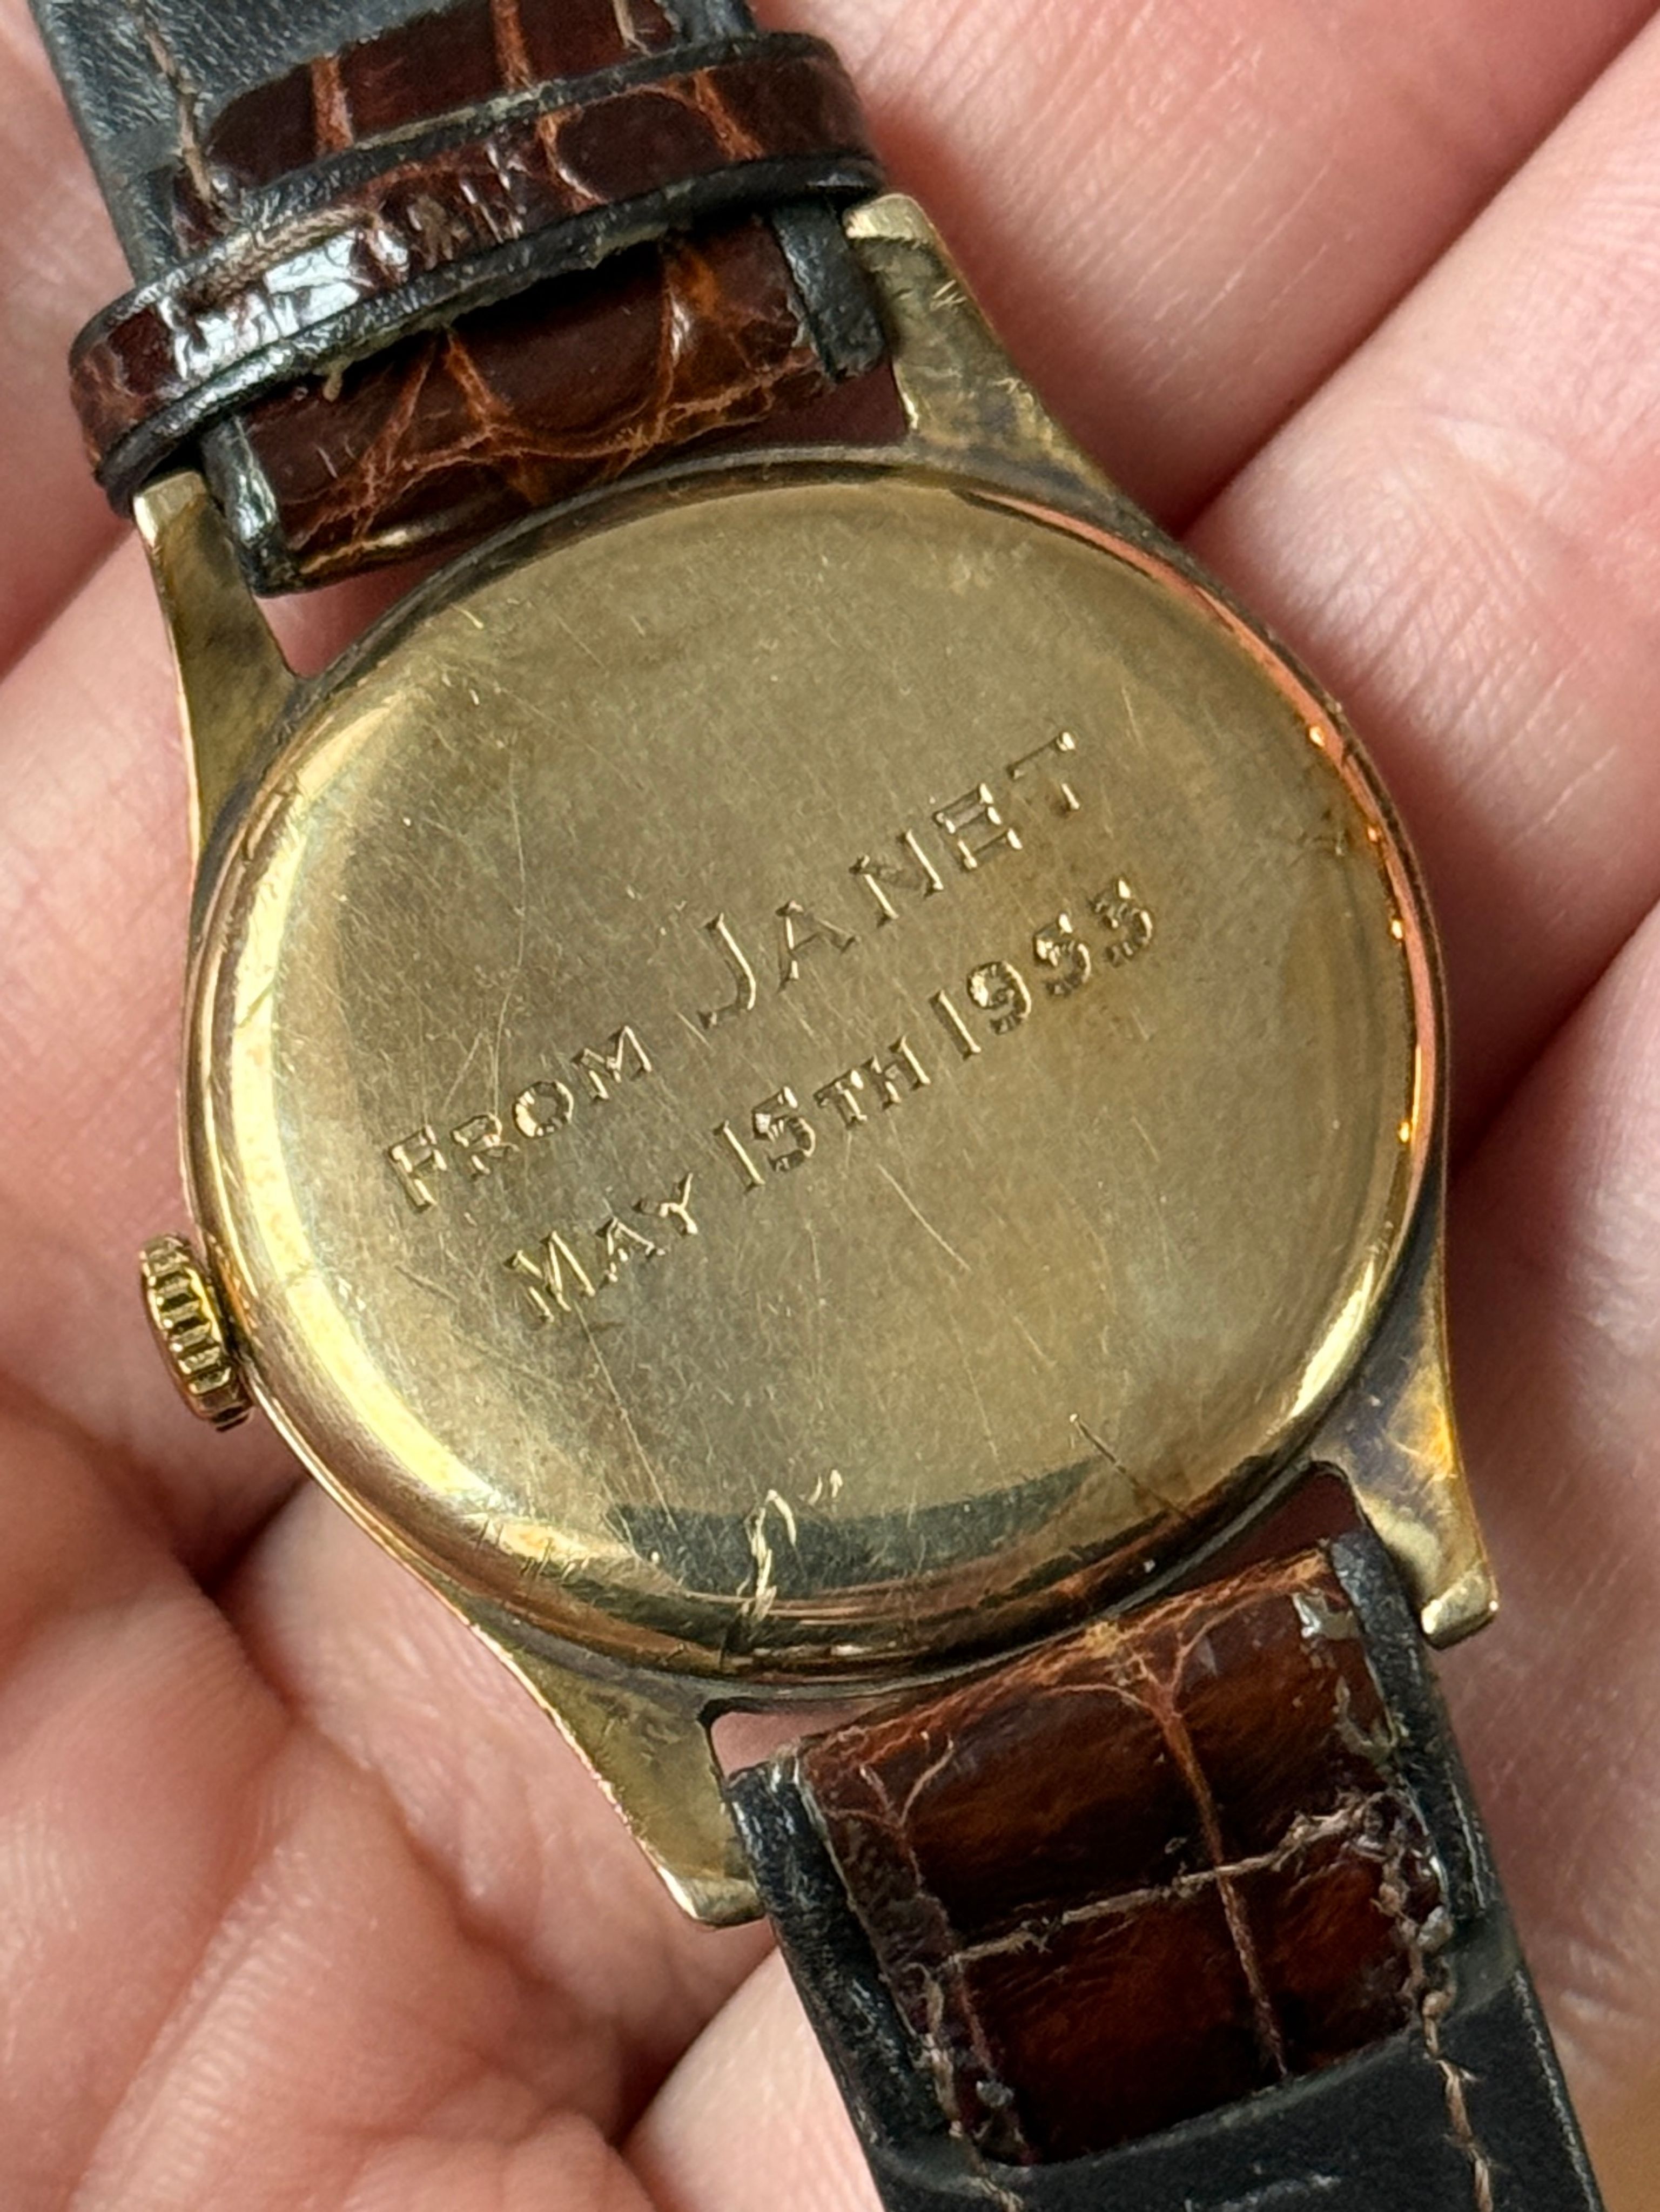 FROM JANET
MAY 15TH 1953